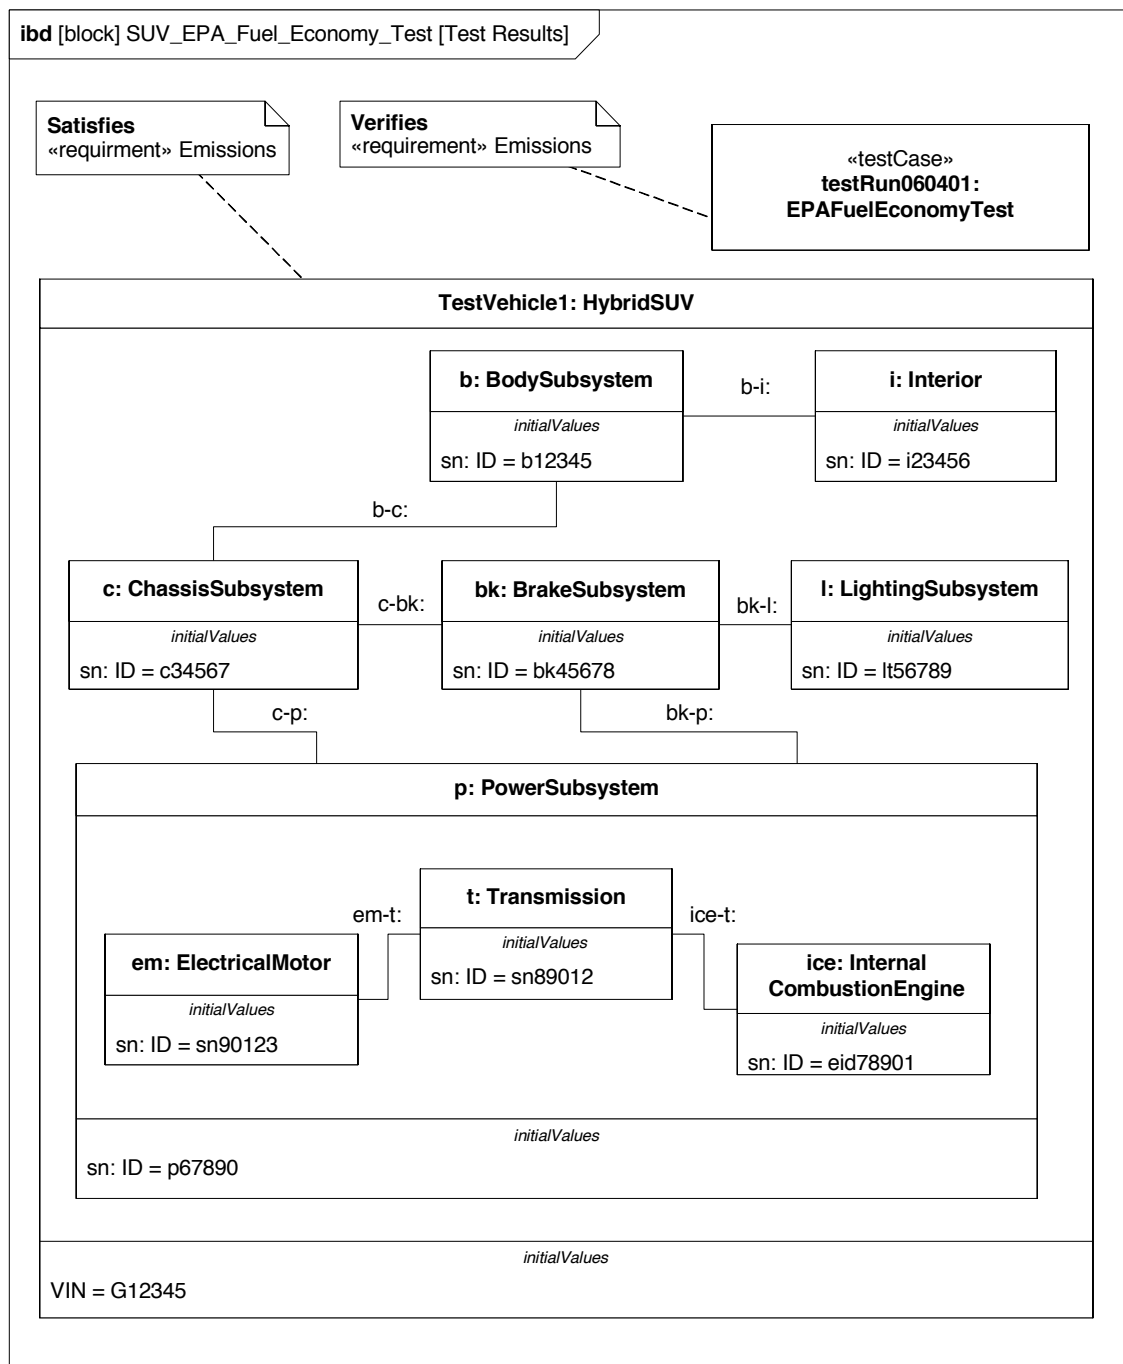 ibd [block] SUV_EPA_Fuel_Economy_Test [Test Results]
Satisfies
«requirment» Emissions
Verifies
«requirement» Emissions
«testCase»
testRun060401:
EPAFuelEconomyTest
TestVehicle1: HybridSUV
b: BodySubsystem
initialValues
sn: ID = b12345
b-i:
i: Interior
initialValues
sn: ID = i23456
b-c:
c: ChassisSubsystem
initialValues
sn: ID = c34567
c-bk:
bk: BrakeSubsystem
initialValues
sn: ID = bk45678
bk-l:
l: LightingSubsystem
initialValues
sn: ID = lt56789
c-p:
bk-p:
p: PowerSubsystem
em-t:
t: Transmission
initialValues
sn: ID = sn89012
ice-t:
em: ElectricalMotor
initialValues
sn: ID = sn90123
ice: Internal
CombustionEngine
initialValues
sn: ID = eid78901
initialValues
sn: ID = p67890
initialValues
VIN = G12345